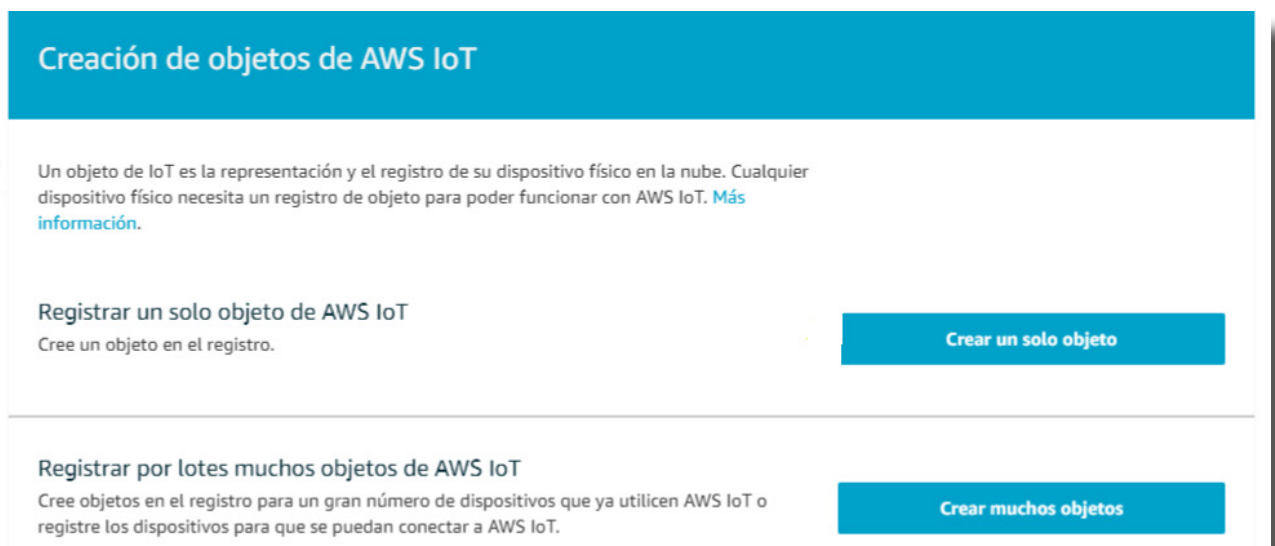 Creación de objetos de AWS IoT
Un objeto de IoT es la representación y el registro de su dispositivo físico en la nube. Cualquier
dispositivo físico necesita un registro de objeto para poder funcionar con AWS IoT. Más
información.
Registrar un solo objeto de AWS IoT
Cree un objeto en el registro.
Crear un solo objeto
Registrar por lotes muchos objetos de AWS IoT
Cree objetos en el registro para un gran número de dispositivos que ya utilicen AWS IoT o
registre los dispositivos para que se puedan conectar a AWS IoT.
Crear muchos objetos